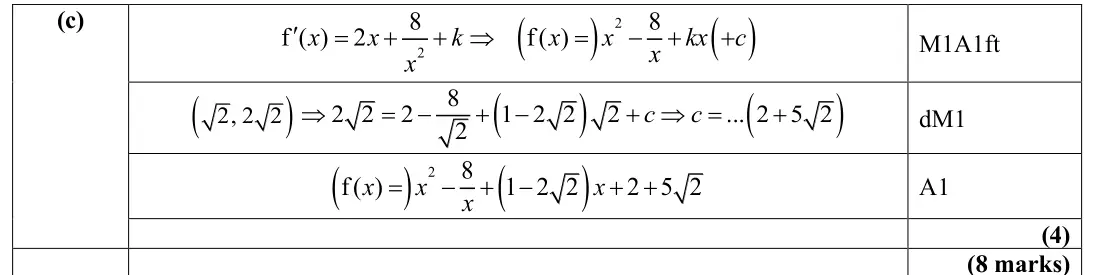 (c) f′(x) = 2x + 8/x² + k ⇒ (f(x) =) x² − 8/x + kx (+c) M1A1ft
(√2, 2√2) ⇒ 2√2 = 2 − 8/√2 + (1 − 2√2)√2 + c ⇒ c = ...(2 + 5√2) dM1
(f(x) =) x² − 8/x + (1 − 2√2)x + 2 + 5√2 A1
(4)
(8 marks)